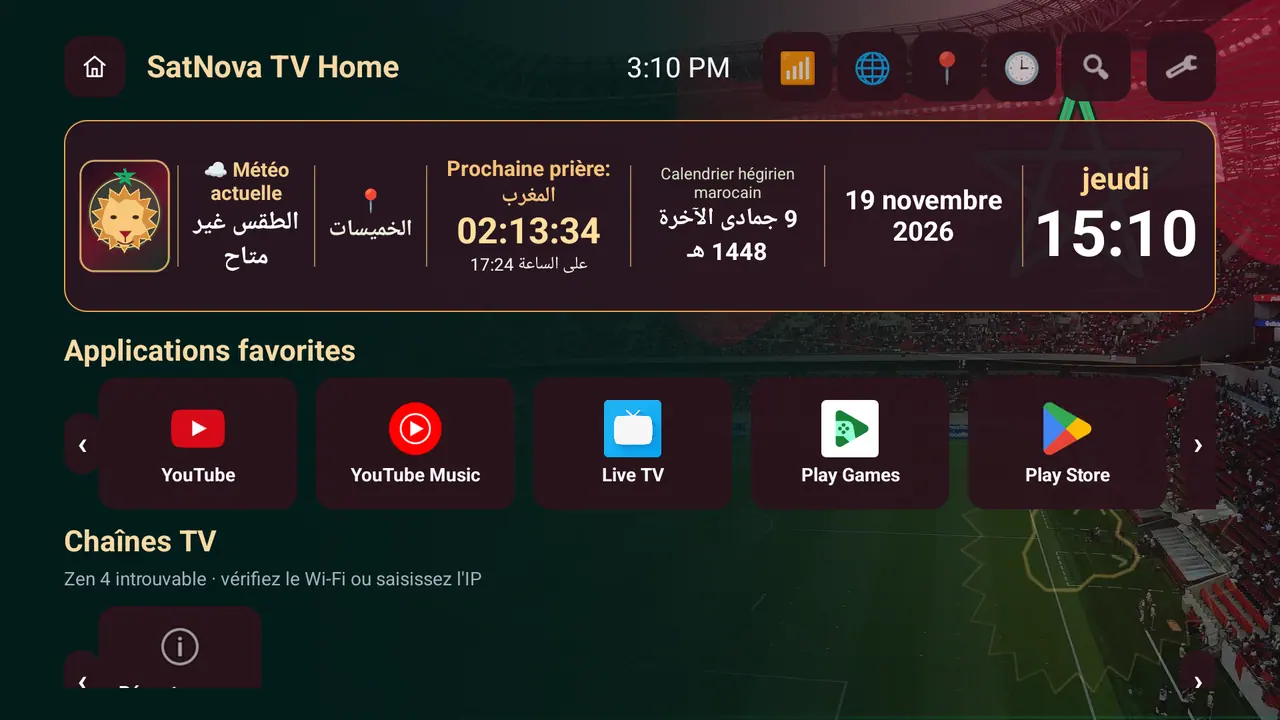 SatNova TV Home
3:10 PM
☁️ Météo
actuelle
الطقس غير
متاح
الخميسات
Prochaine prière:
المغرب
02:13:34
على الساعة 17:24
Calendrier hégirien
marocain
9 جمادى الآخرة
1448 هـ
19 novembre
2026
jeudi
15:10
Applications favorites
‹
YouTube
YouTube Music
Live TV
Play Games
Play Store
›
Chaînes TV
Zen 4 introuvable · vérifiez le Wi-Fi ou saisissez l'IP
‹
›